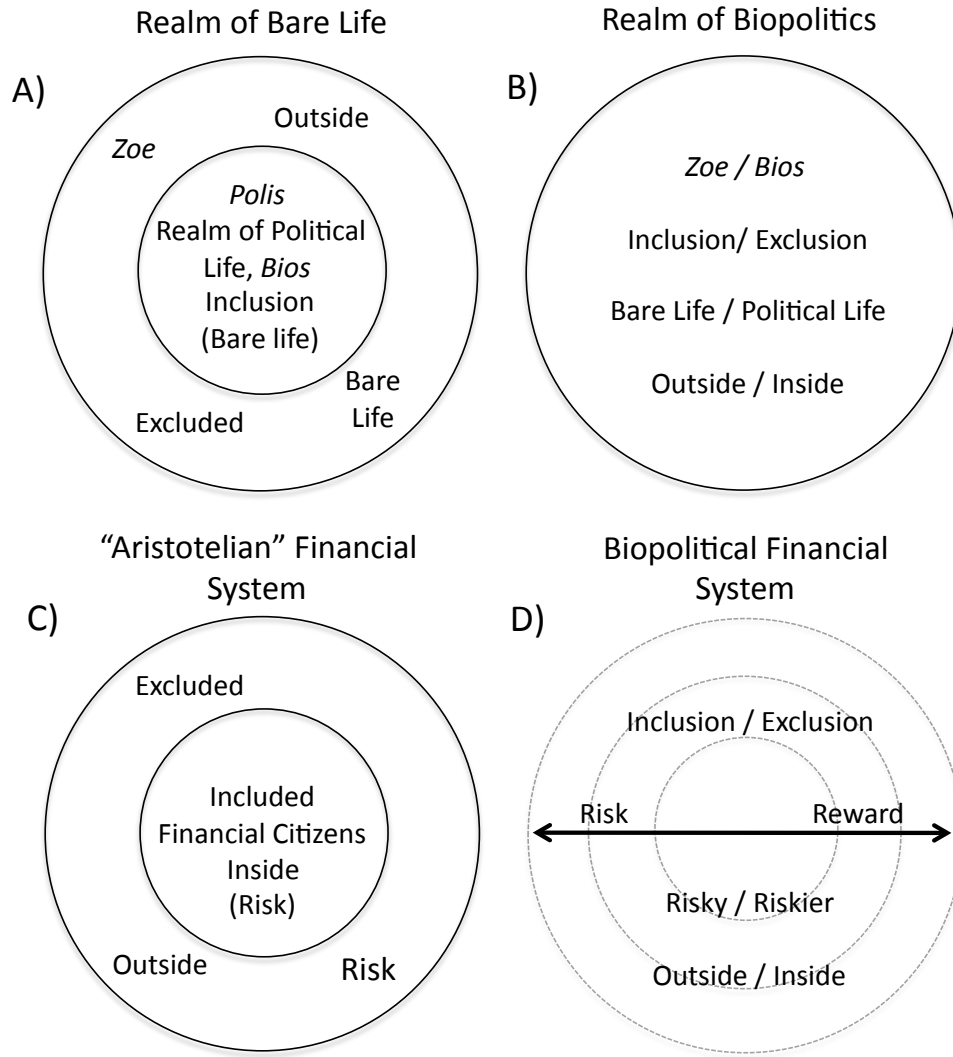 Realm of Bare Life
A)
Outside
Zoe
Polis
Realm of Political
Life, Bios
Inclusion
(Bare life)
Bare
Life
Excluded
Realm of Biopolitics
B)
Zoe / Bios
Inclusion/ Exclusion
Bare Life / Political Life
Outside / Inside
“Aristotelian” Financial
System
C)
Excluded
Included
Financial Citizens
Inside
(Risk)
Outside
Risk
Biopolitical Financial
System
D)
Inclusion / Exclusion
Risk
Reward
Risky / Riskier
Outside / Inside